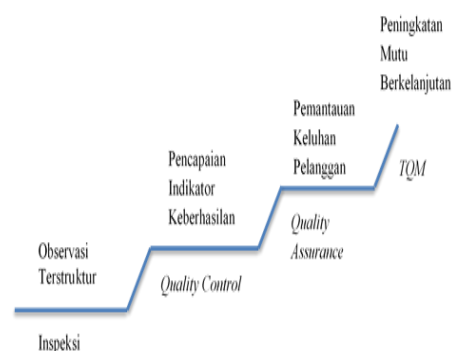 Peningkatan
Mutu
Berkelanjutan
TQM
Pemantauan
Keluhan
Pelanggan
Quality
Assurance
Pencapaian
Indikator
Keberhasilan
Quality Control
Observasi
Terstruktur
Inspeksi